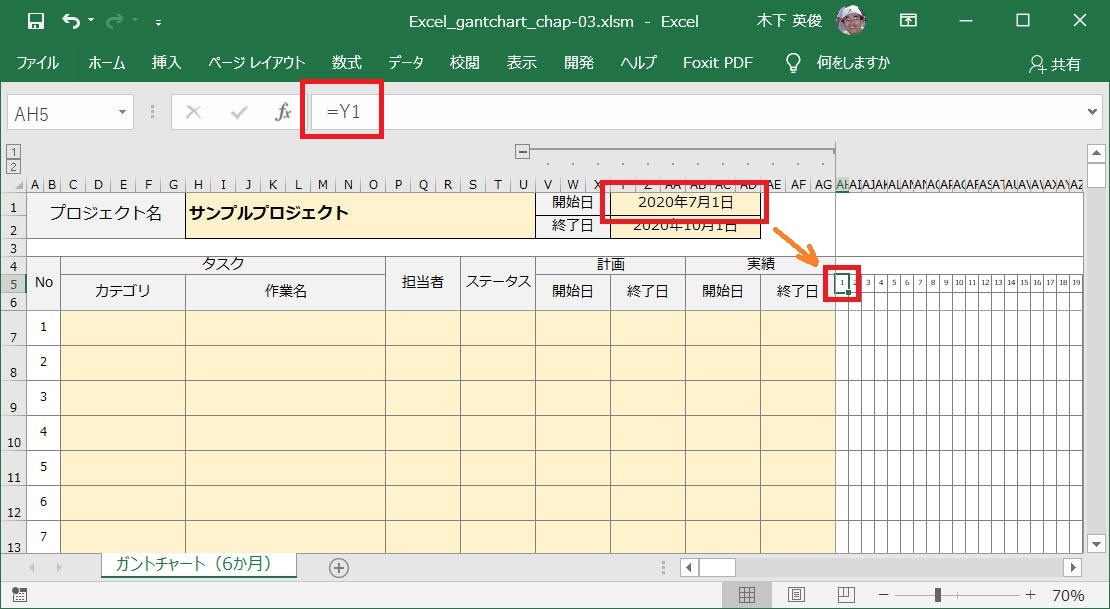 Excel_gantchart_chap-03.xlsm - Excel 木下 英俊
ファイル ホーム 挿入 ページ レイアウト 数式 データ 校閲 表示 開発 ヘルプ Foxit PDF 何をしますか 共有
AH5 fx =Y1
1
2
A B C D E F G H I J K L M N O P Q R S T U V W X Y Z AA AB AC AD AE AF AG AH AI AJ AK AL AM AN AO AP AQ AR AS AT AU AV AW AX AY AZ
1 プロジェクト名 サンプルプロジェクト 開始日 2020年7月1日
2 終了日 2020年10月1日
3
4 No タスク 担当者 ステータス 計画 実績
5 カテゴリ 作業名 開始日 終了日 開始日 終了日 1 2 3 4 5 6 7 8 9 10 11 12 13 14 15 16 17 18 19
6
7 1
8 2
9 3
10 4
11 5
12 6
13 7
ガントチャート（6か月）
70%